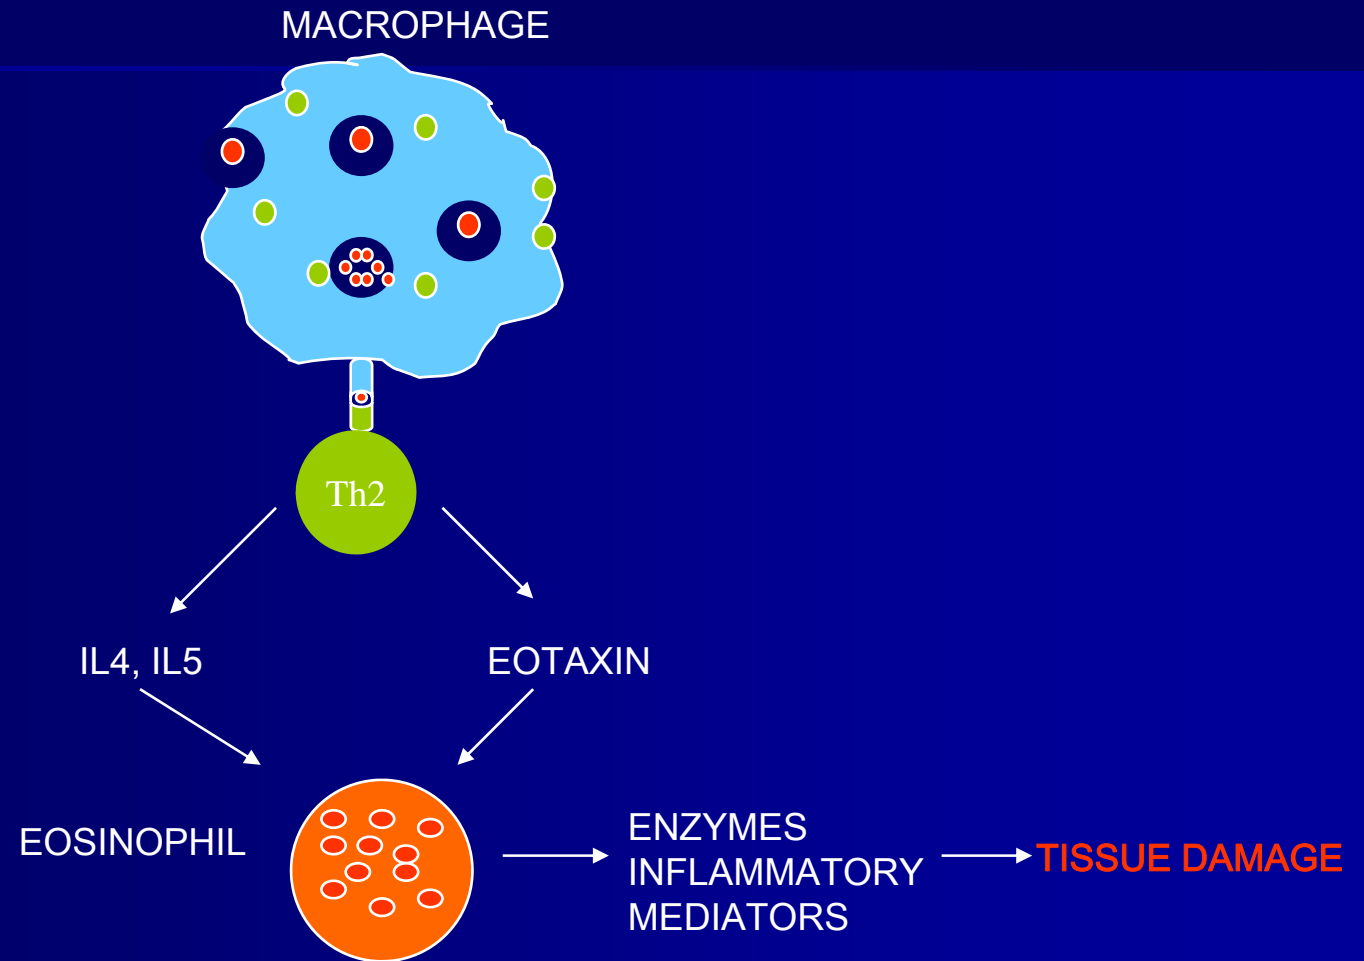 MACROPHAGE
Th2
IL4, IL5
EOTAXIN
EOSINOPHIL
ENZYMES
INFLAMMATORY
MEDIATORS
TISSUE DAMAGE